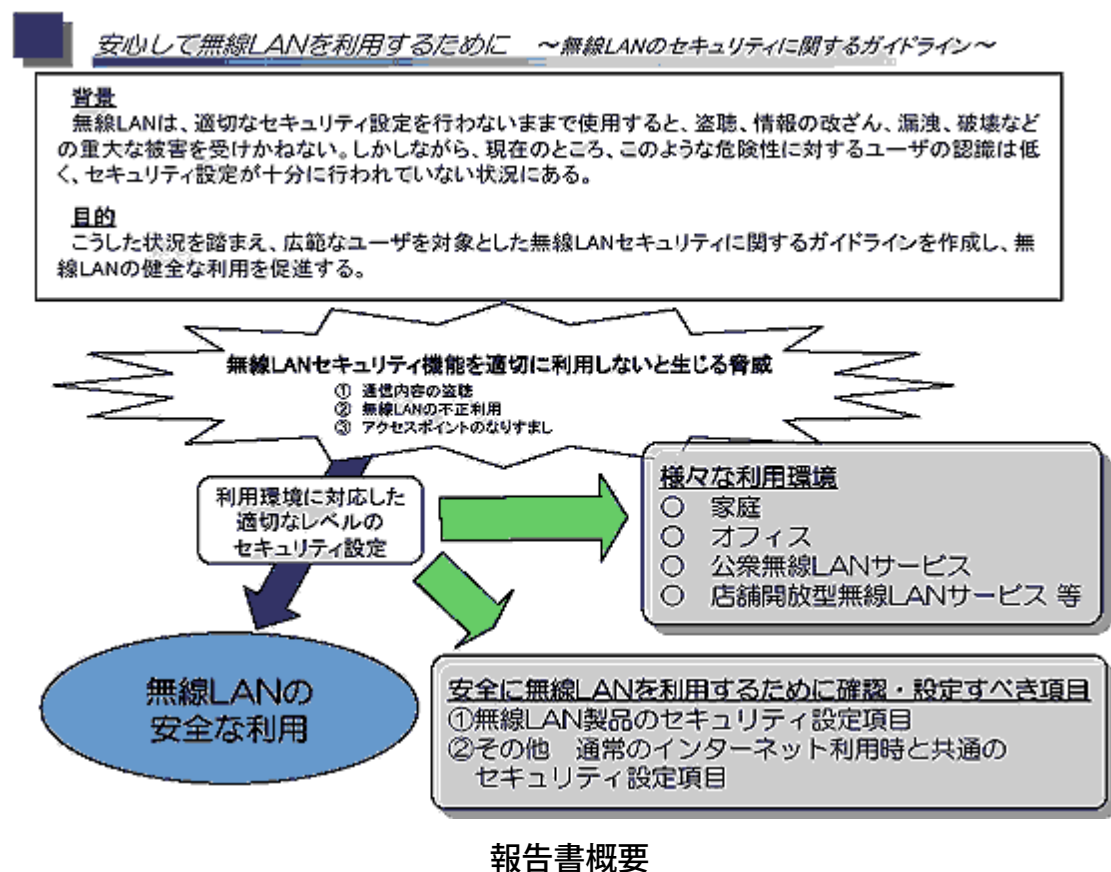 安心して無線LANを利用するために　～無線LANのセキュリティに関するガイドライン～
背景
無線LANは、適切なセキュリティ設定を行わないままで使用すると、盗聴、情報の改ざん、漏洩、破壊など
の重大な被害を受けかねない。しかしながら、現在のところ、このような危険性に対するユーザの認識は低
く、セキュリティ設定が十分に行われていない状況にある。
目的
こうした状況を踏まえ、広範なユーザを対象とした無線LANセキュリティに関するガイドラインを作成し、無
線LANの健全な利用を促進する。
無線LANセキュリティ機能を適切に利用しないと生じる脅威
① 通信内容の盗聴
② 無線LANの不正利用
③ アクセスポイントのなりすまし
利用環境に対応した
適切なレベルの
セキュリティ設定
様々な利用環境
○ 家庭
○ オフィス
○ 公衆無線LANサービス
○ 店舗開放型無線LANサービス 等
無線LANの
安全な利用
安全に無線LANを利用するために確認・設定すべき項目
①無線LAN製品のセキュリティ設定項目
②その他　通常のインターネット利用時と共通の
セキュリティ設定項目
報告書概要